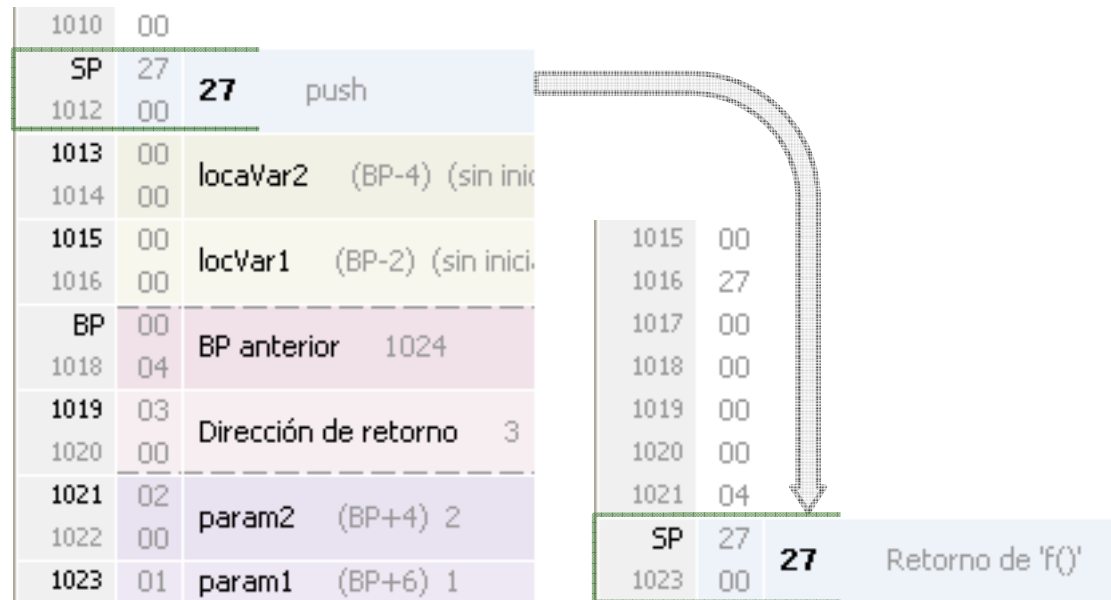 1010 00
SP 27
27 push
1012 00
1013 00
locaVar2 (BP-4) (sin inic
1014 00
1015 00
locVar1 (BP-2) (sin inici
1016 00
BP 00
BP anterior 1024
1018 04
1019 03
Dirección de retorno 3
1020 00
1021 02
param2 (BP+4) 2
1022 00
1023 01 param1 (BP+6) 1
1015 00
1016 27
1017 00
1018 00
1019 00
1020 00
1021 04
SP 27
27 Retorno de 'f()'
1023 00